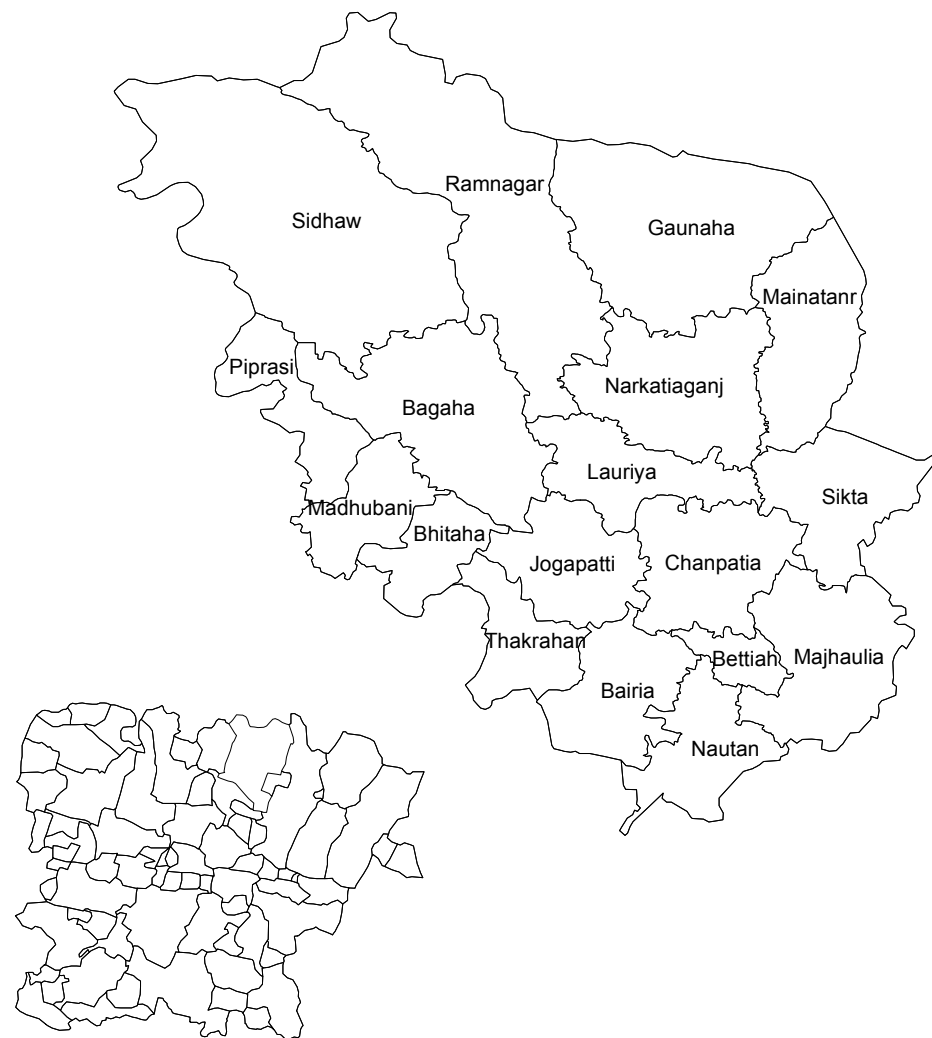 Ramnagar
Sidhaw
Gaunaha
Mainatanr
Piprasi
Narkatiaganj
Bagaha
Lauriya
Sikta
Madhubani
Bhitaha
Jogapatti
Chanpatia
Thakrahan
Bettiah
Majhaulia
Bairia
Nautan